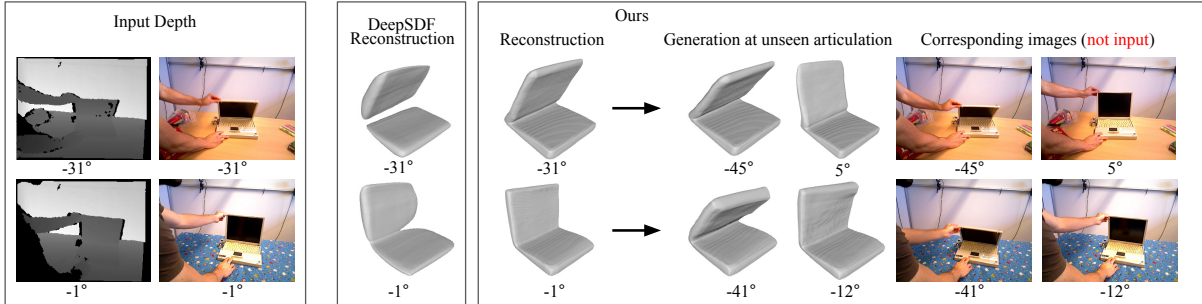 Input Depth
DeepSDF
Reconstruction
Ours
Reconstruction
Generation at unseen articulation
Corresponding images (not input)
-31° -31° -31° -31° -45° 5° -45° 5°
-1° -1° -1° -1° -41° -12° -41° -12°